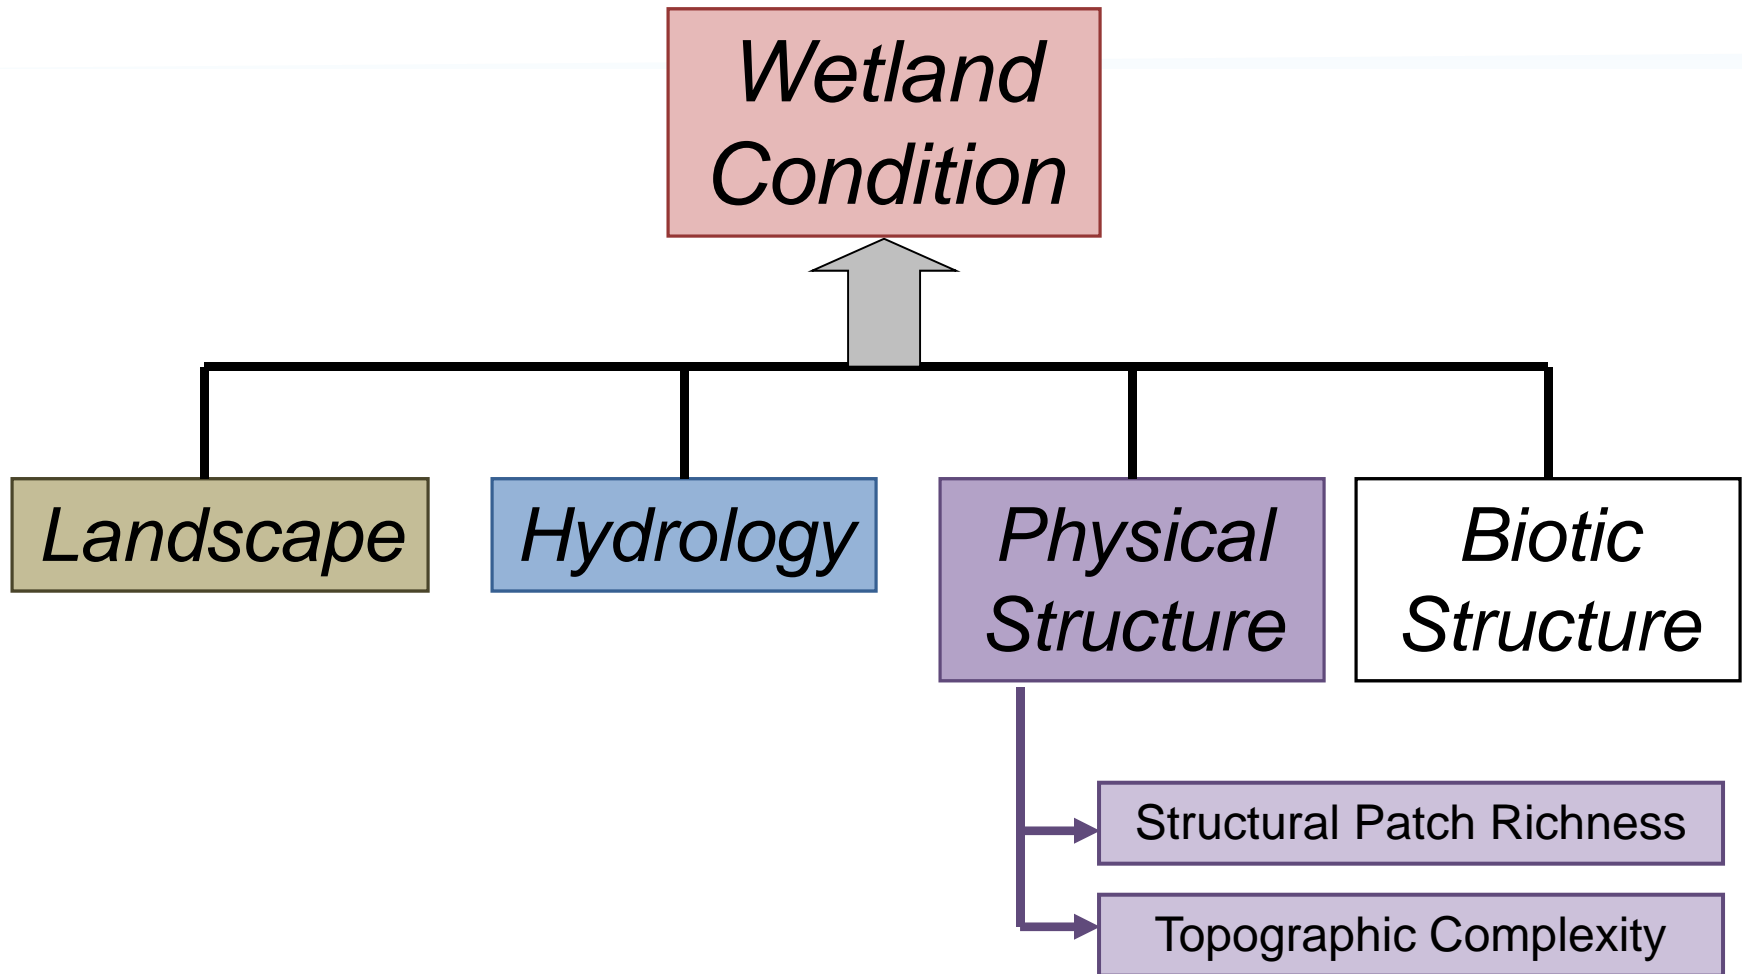 Wetland
Condition
Landscape
Hydrology
Physical
Structure
Biotic
Structure
Structural Patch Richness
Topographic Complexity